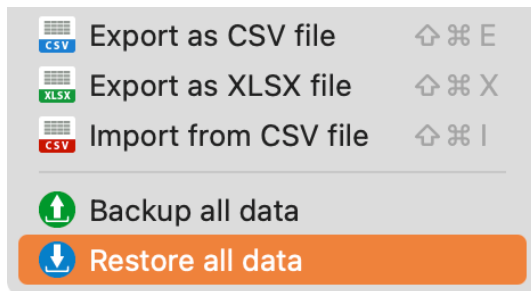 CSV Export as CSV file ⇧ ⌘ E
XLSX Export as XLSX file ⇧ ⌘ X
CSV Import from CSV file ⇧ ⌘ I
Backup all data
Restore all data